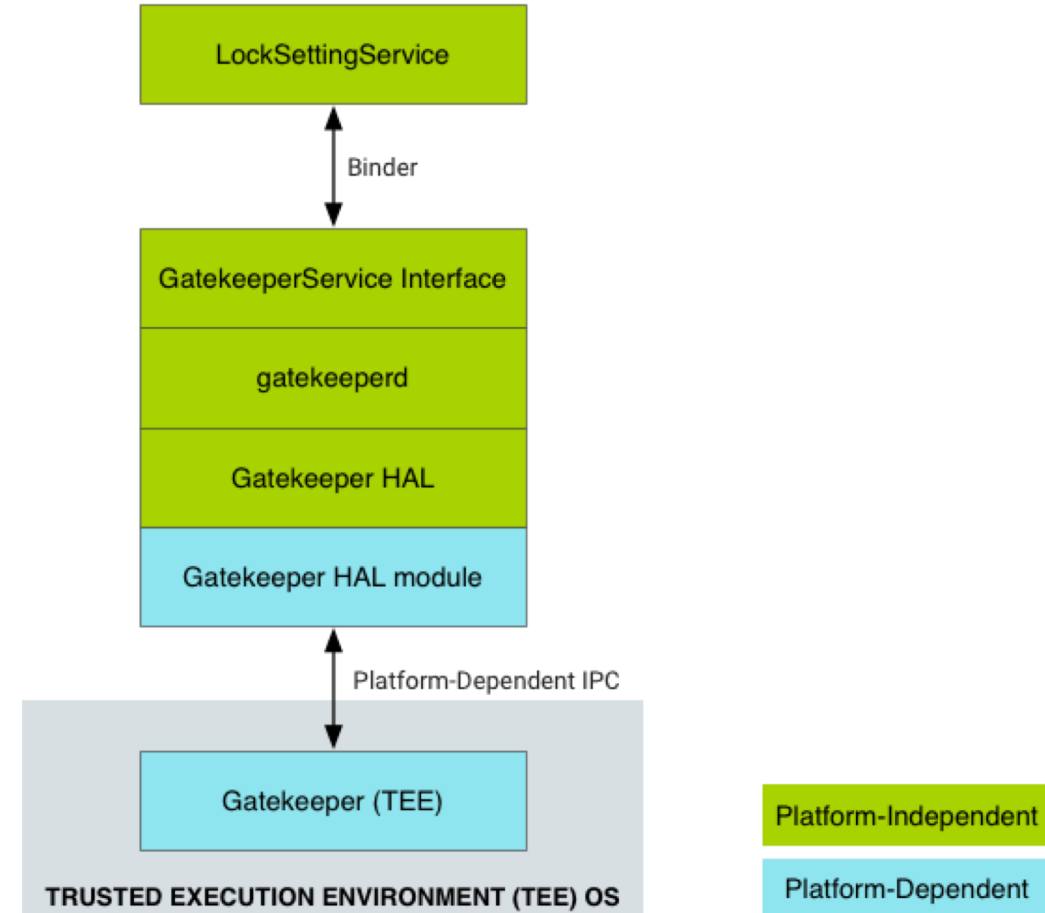 LockSettingService
Binder
GatekeeperService Interface
gatekeeperd
Gatekeeper HAL
Gatekeeper HAL module
Platform-Dependent IPC
Gatekeeper (TEE)
TRUSTED EXECUTION ENVIRONMENT (TEE) OS
Platform-Independent
Platform-Dependent